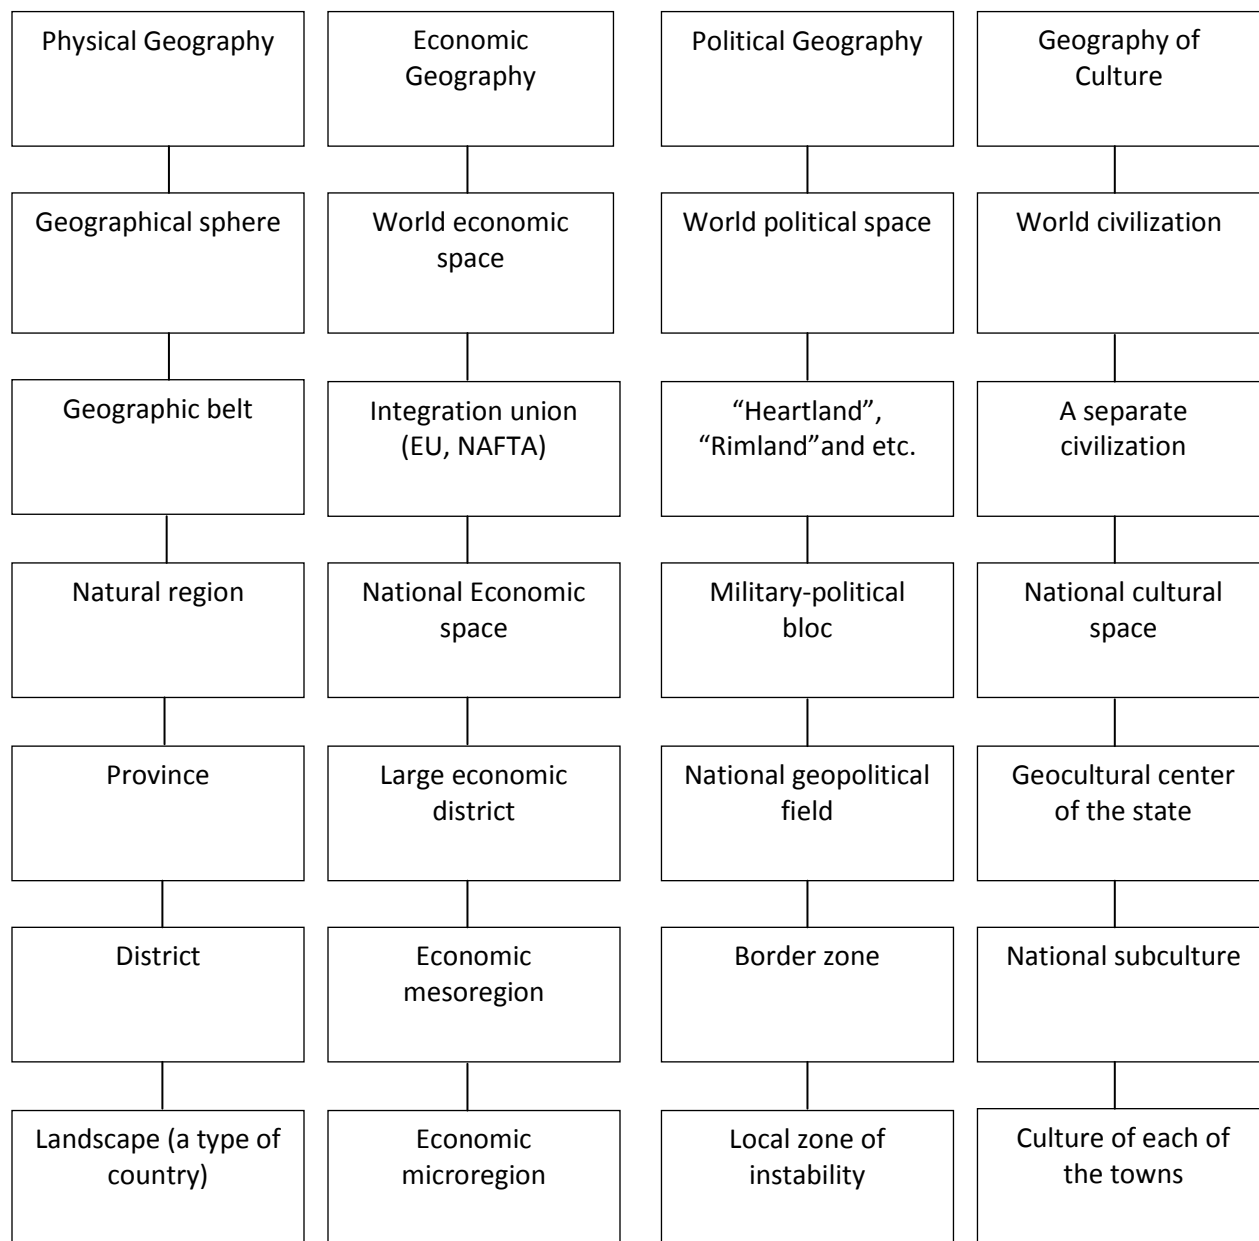 Physical Geography
Economic
Geography
Political Geography
Geography of
Culture
Geographical sphere
World economic
space
World political space
World civilization
Geographic belt
Integration union
(EU, NAFTA)
“Heartland”,
“Rimland”and etc.
A separate
civilization
Natural region
National Economic
space
Military-political
bloc
National cultural
space
Province
Large economic
district
National geopolitical
field
Geocultural center
of the state
District
Economic
mesoregion
Border zone
National subculture
Landscape (a type of
country)
Economic
microregion
Local zone of
instability
Culture of each of
the towns